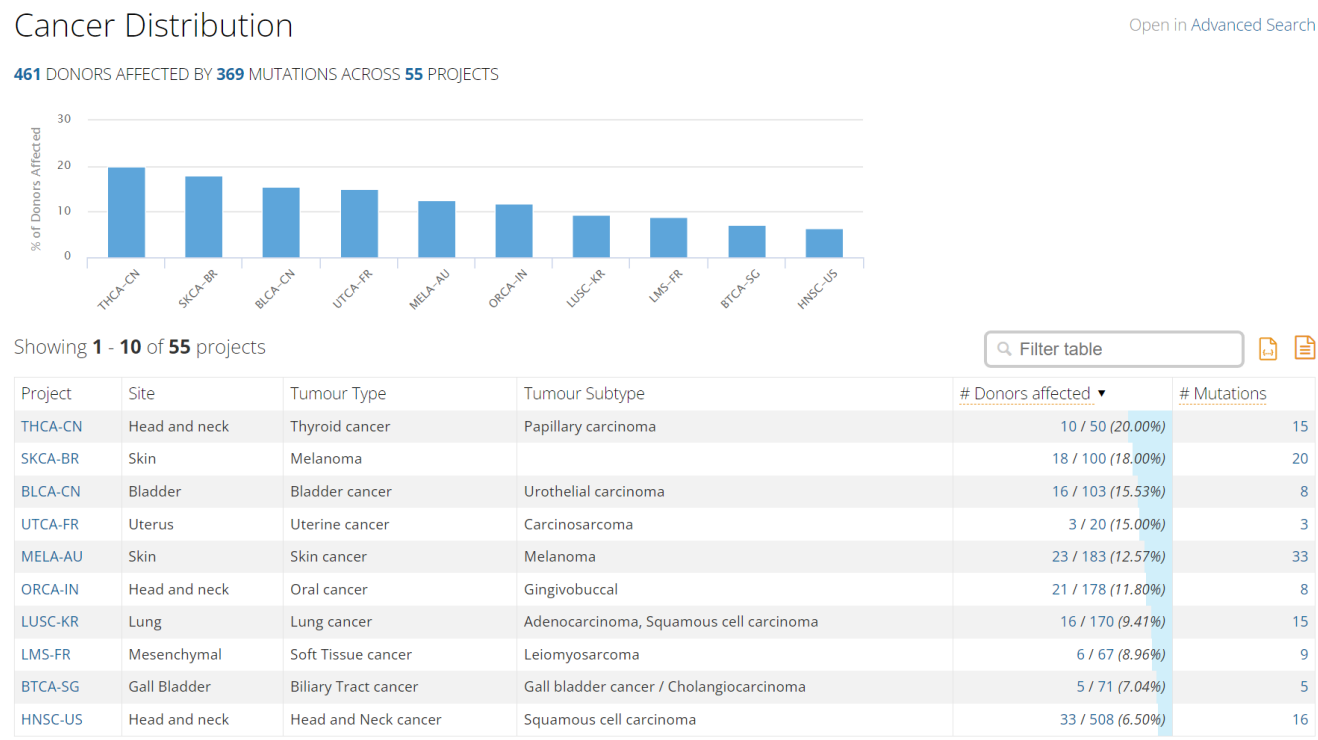 Cancer Distribution
Open in Advanced Search
461 DONORS AFFECTED BY 369 MUTATIONS ACROSS 55 PROJECTS
% of Donors Affected
30
20
10
0
THCA-CN
SKCA-BR
BLCA-CN
UTCA-FR
MELA-AU
ORCA-IN
LUSC-KR
LMS-FR
BTCA-SG
HNSC-US
Showing 1 - 10 of 55 projects
Filter table
Project Site Tumour Type Tumour Subtype # Donors affected ▼ # Mutations
THCA-CN Head and neck Thyroid cancer Papillary carcinoma 10 / 50 (20.00%) 15
SKCA-BR Skin Melanoma 18 / 100 (18.00%) 20
BLCA-CN Bladder Bladder cancer Urothelial carcinoma 16 / 103 (15.53%) 8
UTCA-FR Uterus Uterine cancer Carcinosarcoma 3 / 20 (15.00%) 3
MELA-AU Skin Skin cancer Melanoma 23 / 183 (12.57%) 33
ORCA-IN Head and neck Oral cancer Gingivobuccal 21 / 178 (11.80%) 8
LUSC-KR Lung Lung cancer Adenocarcinoma, Squamous cell carcinoma 16 / 170 (9.41%) 15
LMS-FR Mesenchymal Soft Tissue cancer Leiomyosarcoma 6 / 67 (8.96%) 9
BTCA-SG Gall Bladder Biliary Tract cancer Gall bladder cancer / Cholangiocarcinoma 5 / 71 (7.04%) 5
HNSC-US Head and neck Head and Neck cancer Squamous cell carcinoma 33 / 508 (6.50%) 16